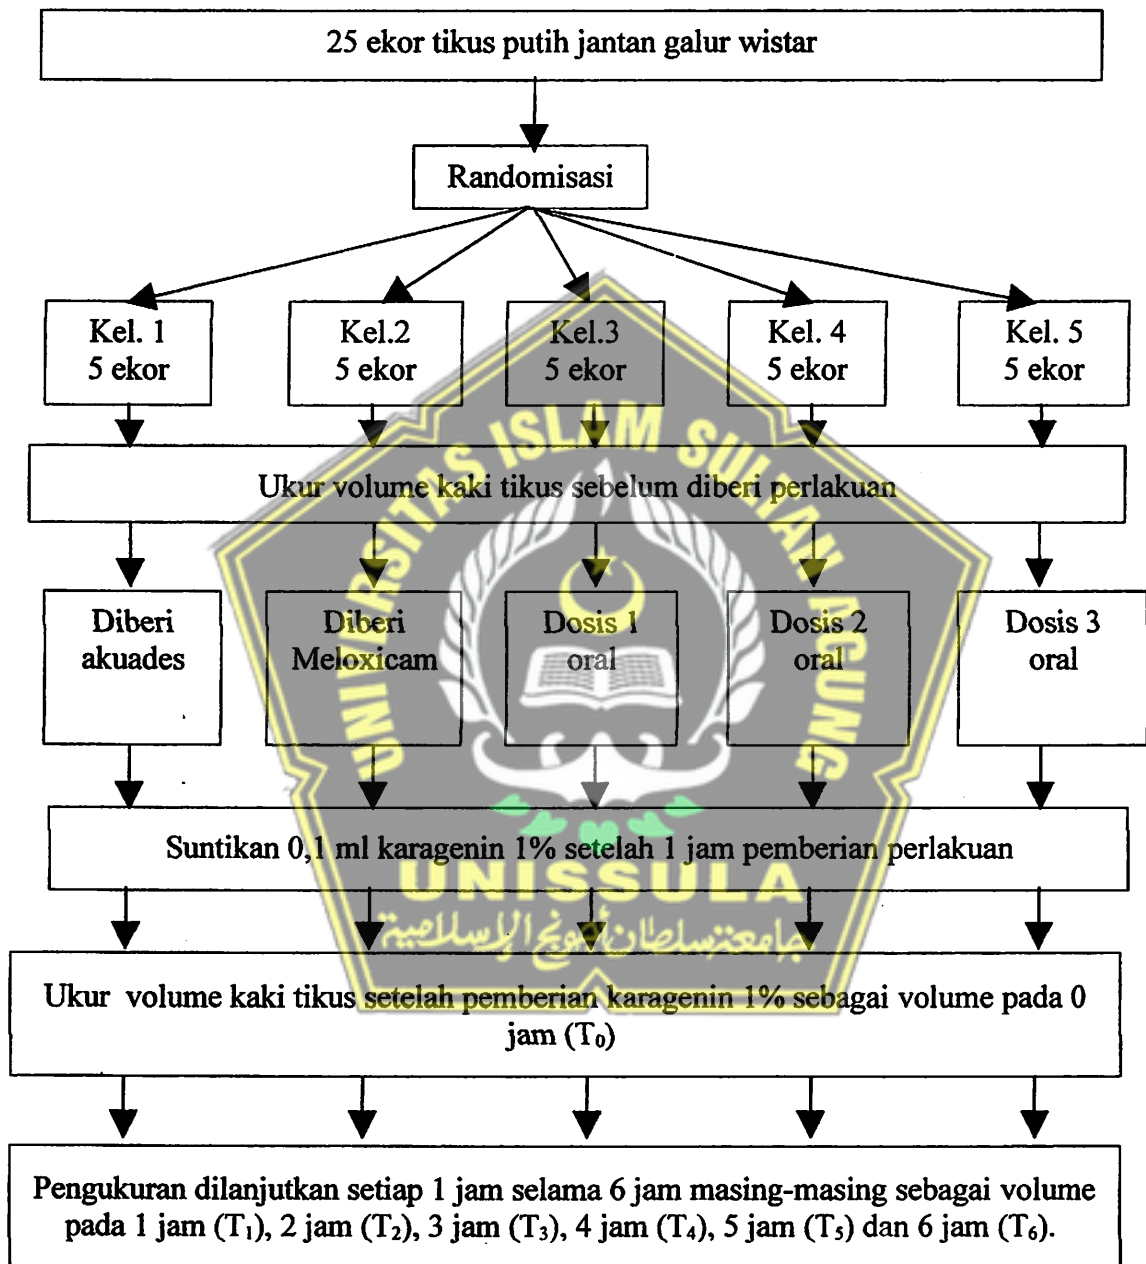 25 ekor tikus putih jantan galur wistar
Randomisasi
Kel. 1
5 ekor
Kel.2
5 ekor
Kel.3
5 ekor
Kel. 4
5 ekor
Kel. 5
5 ekor
Ukur volume kaki tikus sebelum diberi perlakuan
Diberi
akuades
Diberi
Meloxicam
Dosis 1
oral
Dosis 2
oral
Dosis 3
oral
Suntikan 0,1 ml karagenin 1% setelah 1 jam pemberian perlakuan
Ukur volume kaki tikus setelah pemberian karagenin 1% sebagai volume pada 0
jam (T₀)
Pengukuran dilanjutkan setiap 1 jam selama 6 jam masing-masing sebagai volume
pada 1 jam (T₁), 2 jam (T₂), 3 jam (T₃), 4 jam (T₄), 5 jam (T₅) dan 6 jam (T₆).
UNIVERSITAS ISLAM SULTAN AGUNG
UNISSULA
جامعة سلطان أجونج الإسلامية